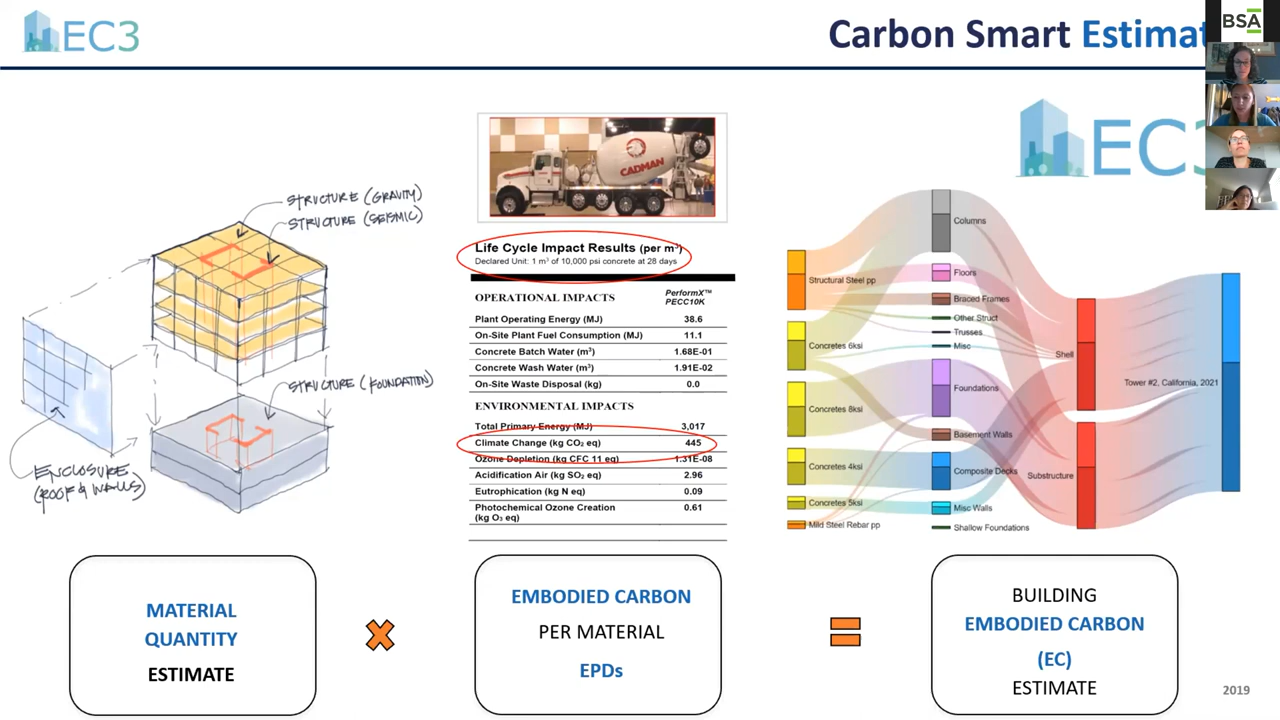 EC3
Carbon Smart Estimat
BSA
EC3
STRUCTURE (GRAVITY)
STRUCTURE (SEISMIC)
STRUCTURE (FOUNDATION)
ENCLOSURE
(ROOF & WALLS)
CADMAN
Life Cycle Impact Results (per m³)
Declared Unit: 1 m³ of 10,000 psi concrete at 28 days
OPERATIONAL IMPACTS
PerformX™
PECC10K
Plant Operating Energy (MJ) 38.6
On-Site Plant Fuel Consumption (MJ) 11.1
Concrete Batch Water (m³) 1.68E-01
Concrete Wash Water (m³) 1.91E-02
On-Site Waste Disposal (kg) 0.0
ENVIRONMENTAL IMPACTS
Total Primary Energy (MJ) 3,017
Climate Change (kg CO₂ eq) 445
Ozone Depletion (kg CFC 11 eq) 1.31E-08
Acidification Air (kg SO₂ eq) 2.96
Eutrophication (kg N eq) 0.09
Photochemical Ozone Creation 0.61
(kg O₃ eq)
Structural Steel pp
Concretes 6ksi
Concretes 8ksi
Concretes 4ksi
Concretes 5ksi
Mild Steel Rebar pp
Columns
Floors
Braced Frames
Other Struct
Trusses
Misc
Foundations
Basement Walls
Composite Decks
Misc Walls
Shallow Foundations
Shell
Substructure
Tower #2, California, 2021
MATERIAL
QUANTITY
ESTIMATE
EMBODIED CARBON
PER MATERIAL
EPDs
BUILDING
EMBODIED CARBON
(EC)
ESTIMATE
2019